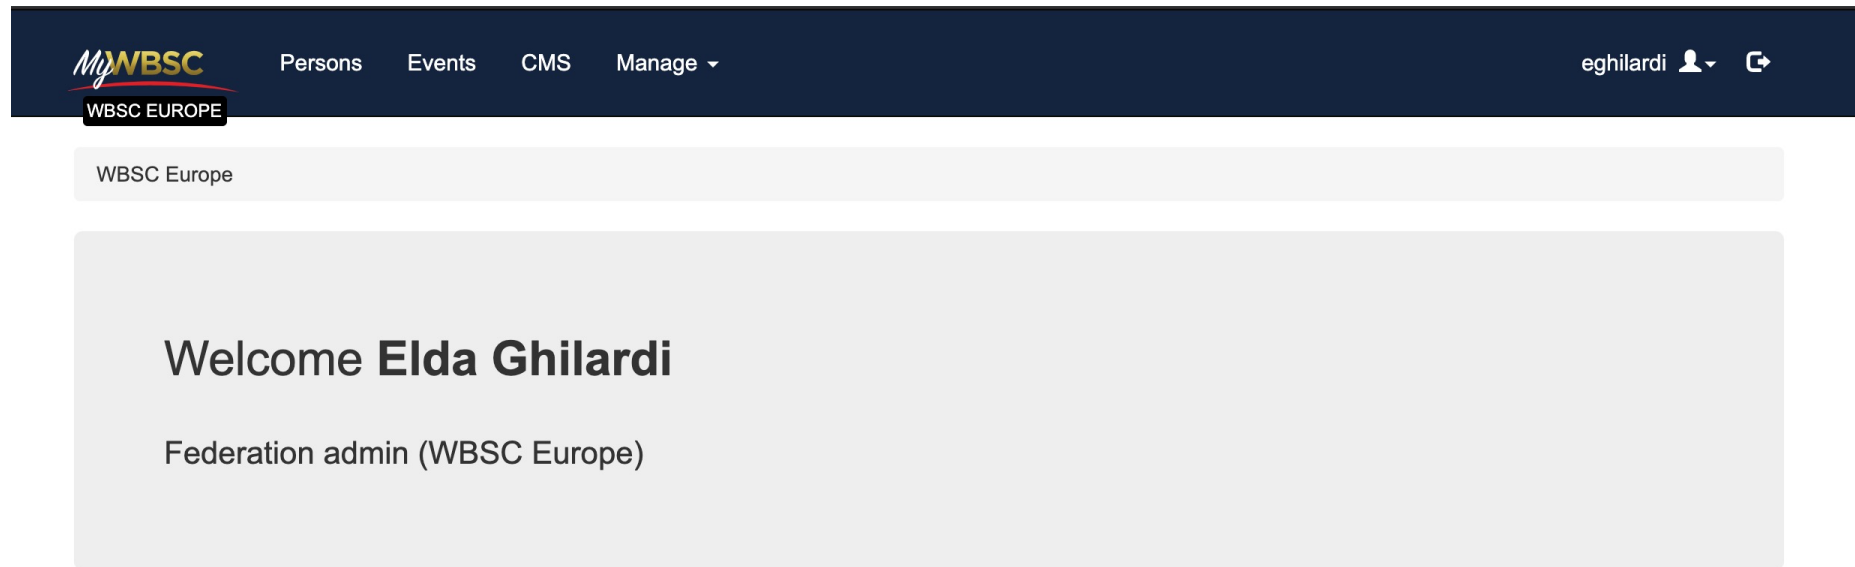 MyWBSC Persons Events CMS Manage eghilardi
WBSC EUROPE
WBSC Europe
Welcome Elda Ghilardi
Federation admin (WBSC Europe)